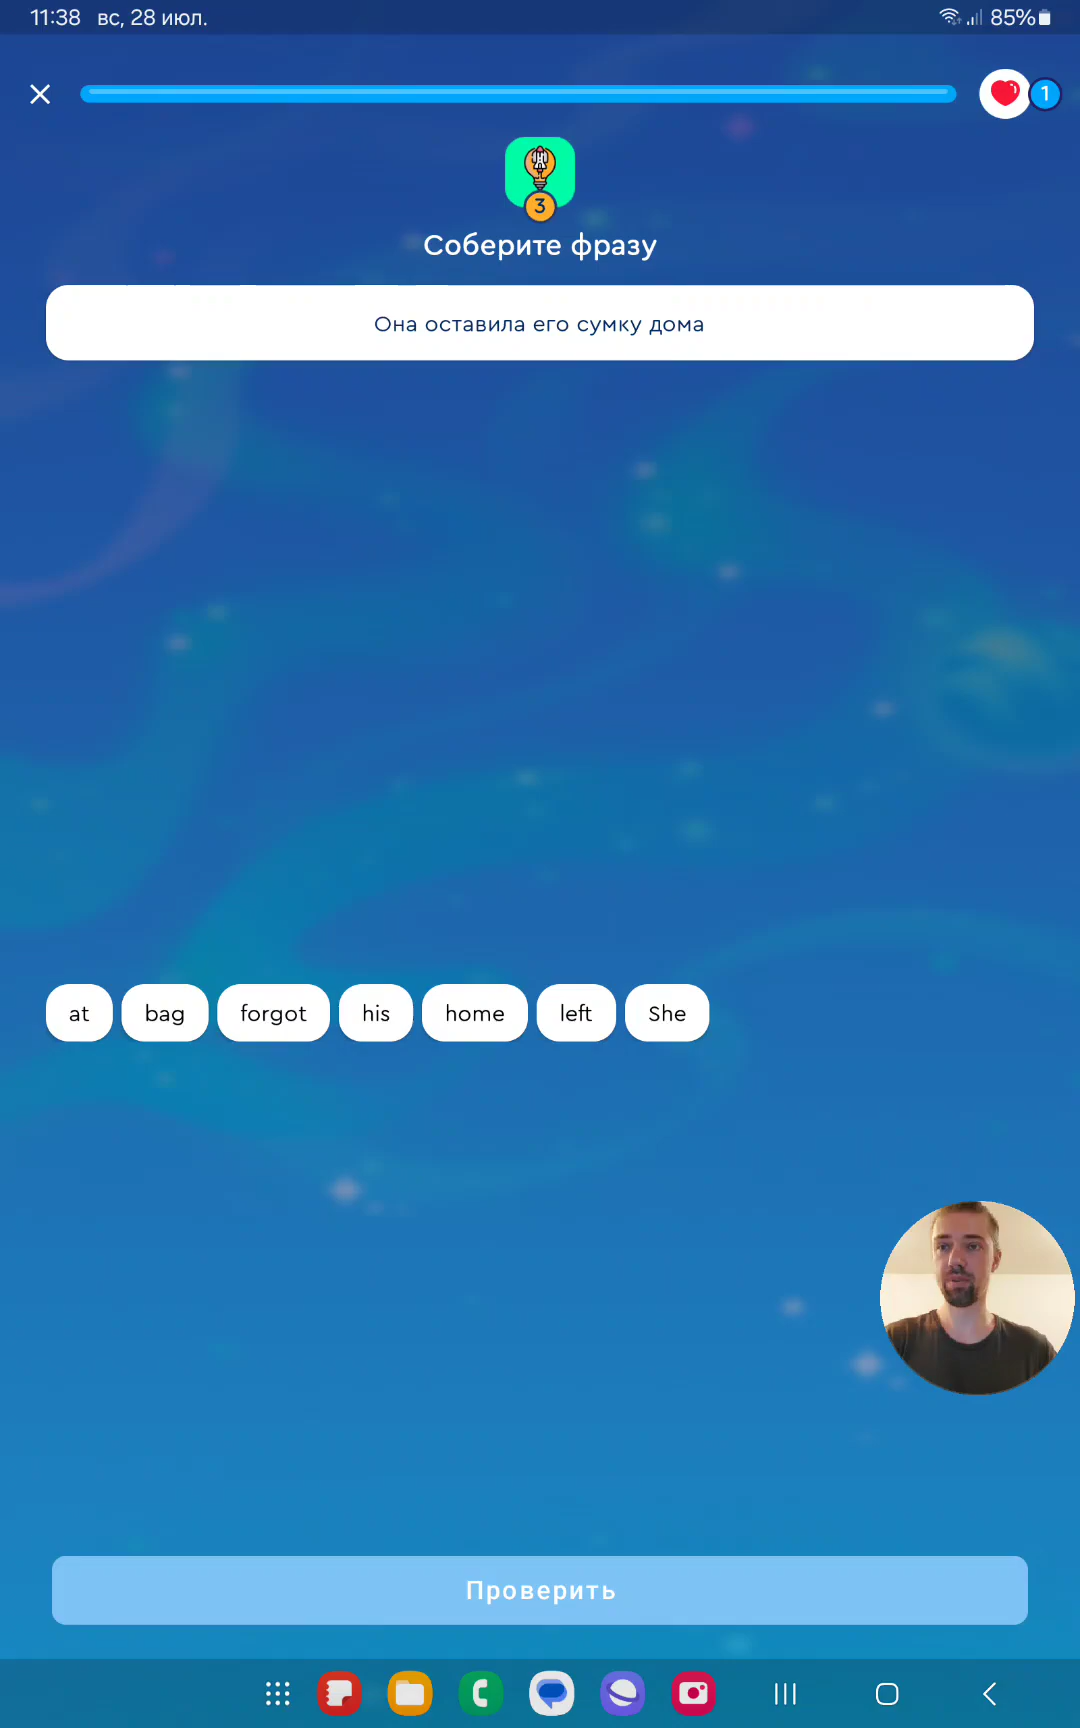 11:38 вс, 28 июл. 85%
1
3
Соберите фразу
Она оставила его сумку дома
at bag forgot his home left She
Проверить